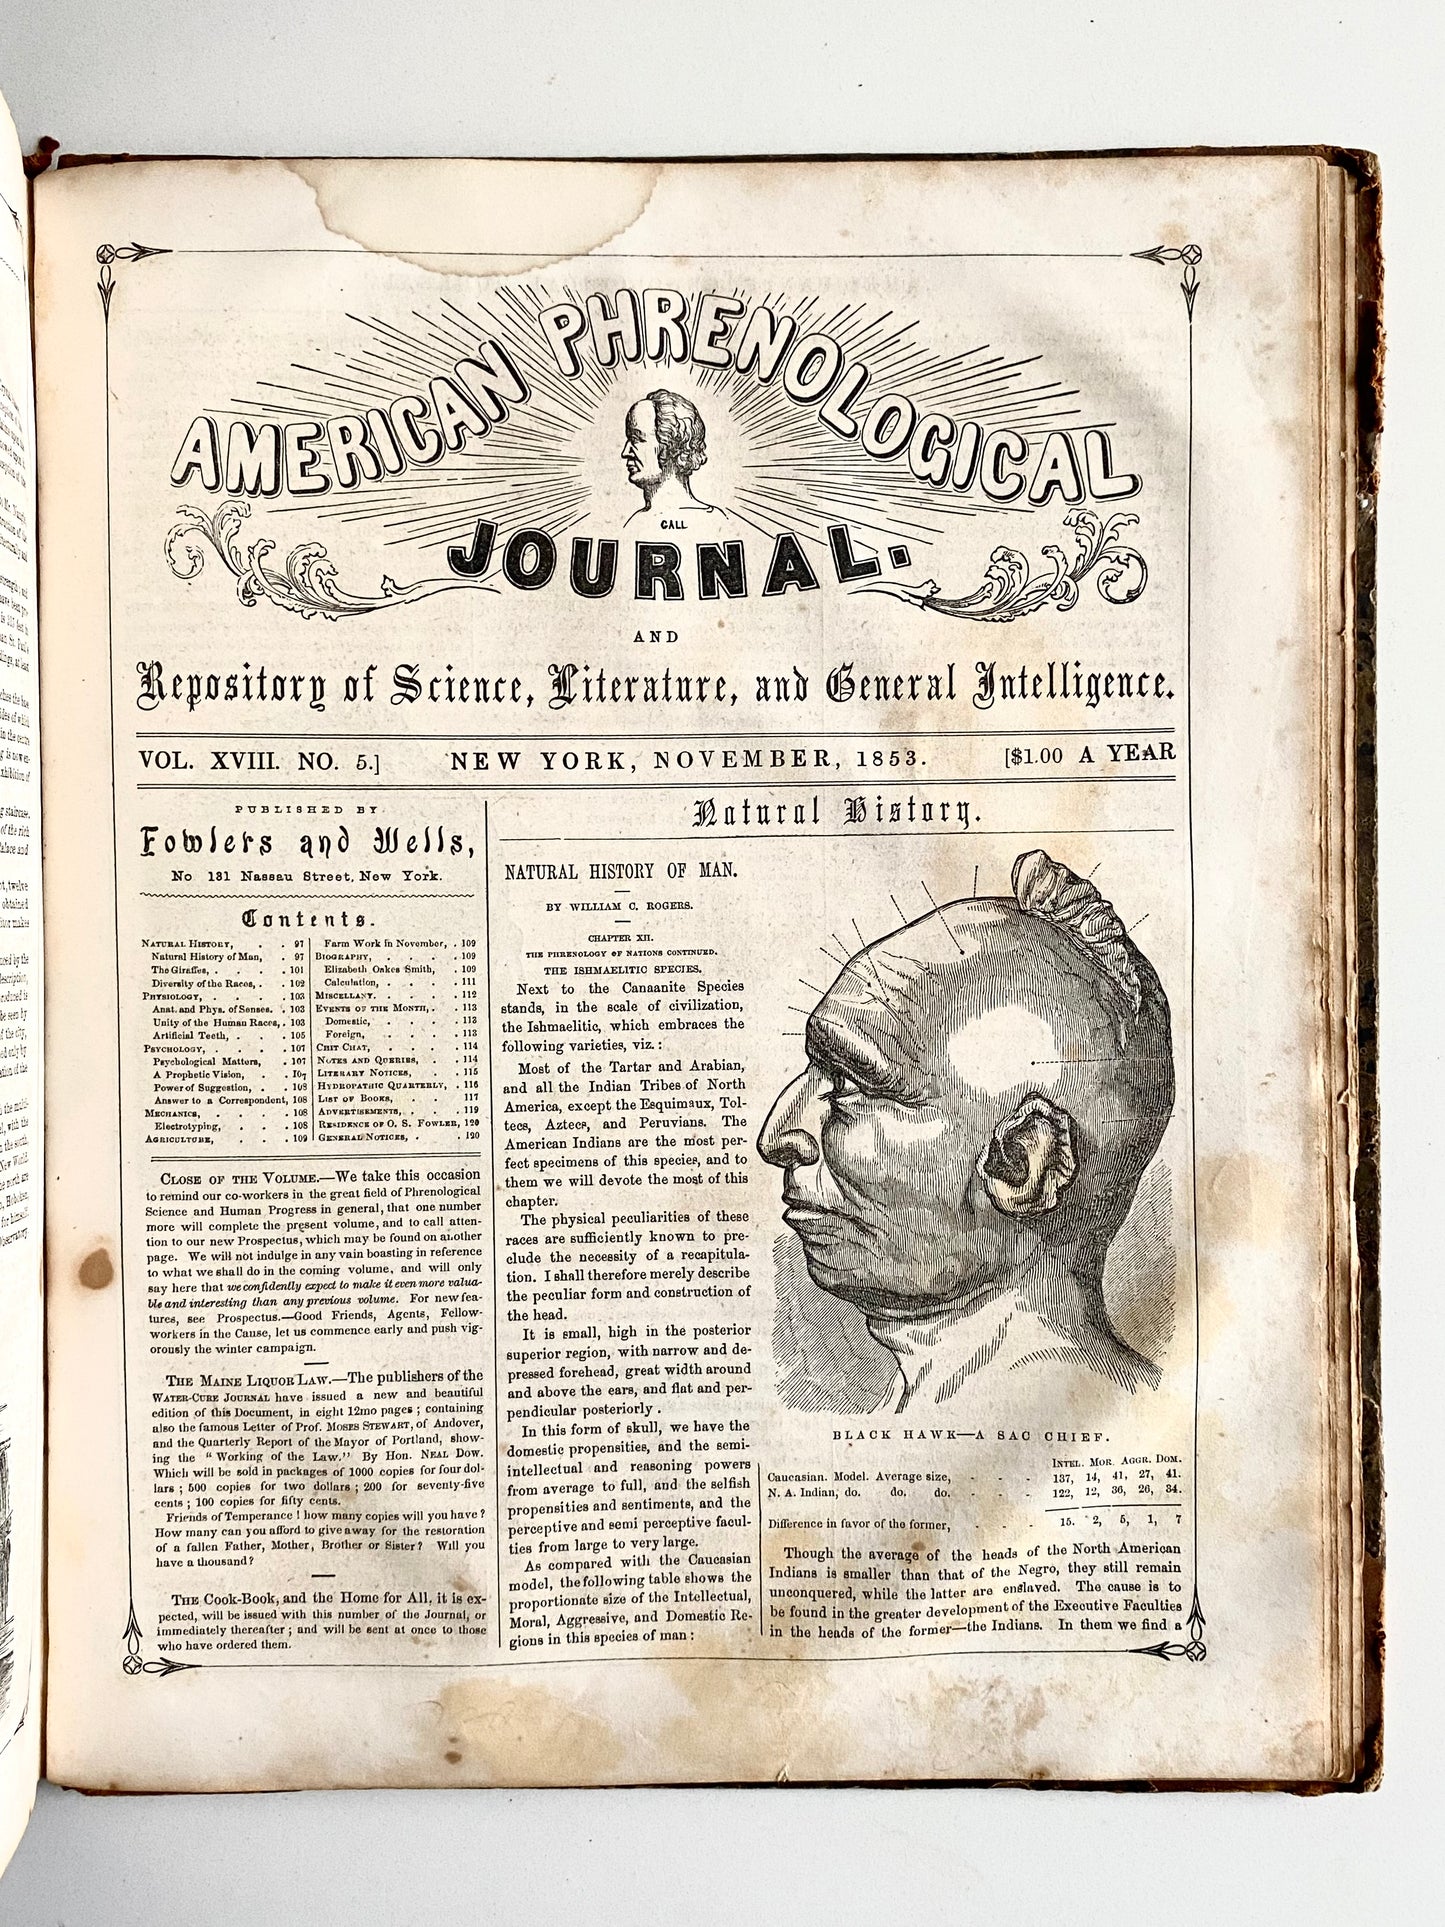 AMERICAN PHRENOLOGICAL
GALL
JOURNAL.
AND
Repository of Science, Literature, and General Intelligence.
VOL. XVIII. NO. 5.] NEW YORK, NOVEMBER, 1853. [$1.00 A YEAR
PUBLISHED BY
Fowlers and Wells,
No 131 Nassau Street, New York.
Contents.
NATURAL HISTORY, . . 97
Natural History of Man, . 97
The Giraffes, . . . . 101
Diversity of the Races, . . 102
PHYSIOLOGY, . . . . 103
Anat. and Phys. of Senses. . 103
Unity of the Human Races, . 103
Artificial Teeth, . . . 105
PSYCHOLOGY, . . . . 107
Psychological Matters, . 107
A Prophetic Vision, . . 107
Power of Suggestion, . . 108
Answer to a Correspondent, 108
MECHANICS, . . . . 108
Electrotyping, . . . 108
AGRICULTURE, . . . 109
Farm Work in November, . 109
BIOGRAPHY, . . . . 109
Elizabeth Oakes Smith, . 109
Calculation, . . . . 111
MISCELLANY. . . . . 112
EVENTS OF THE MONTH, . . 113
Domestic, . . . . 113
Foreign, . . . . 113
CHIT CHAT, . . . . 114
NOTES AND QUERIES, . . 114
LITERARY NOTICES, . . 115
HYDROPATHIC QUARTERLY, . 116
LIST OF BOOKS, . . 117
ADVERTISEMENTS, . . . 119
RESIDENCE OF O. S. FOWLER, 120
GENERAL NOTICES, . . 120
CLOSE OF THE VOLUME.—We take this occasion
to remind our co-workers in the great field of Phrenological
Science and Human Progress in general, that one number
more will complete the present volume, and to call atten-
tion to our new Prospectus, which may be found on another
page. We will not indulge in any vain boasting in reference
to what we shall do in the coming volume, and will only
say here that we confidently expect to make it even more valua-
ble and interesting than any previous volume. For new fea-
tures, see Prospectus.—Good Friends, Agents, Fellow-
workers in the Cause, let us commence early and push vig-
orously the winter campaign.
THE MAINE LIQUOR LAW.—The publishers of the
WATER-CURE JOURNAL have issued a new and beautiful
edition of this Document, in eight 12mo pages; containing
also the famous Letter of Prof. MOSES STEWART, of Andover,
and the Quarterly Report of the Mayor of Portland, show-
ing the "Working of the Law." By Hon. NEAL DOW.
Which will be sold in packages of 1000 copies for four dol-
lars; 500 copies for two dollars; 200 for seventy-five
cents; 100 copies for fifty cents.
Friends of Temperance! how many copies will you have?
How many can you afford to give away for the restoration
of a fallen Father, Mother, Brother or Sister? Will you
have a thousand?
THE COOK-BOOK, and the Home for All, it is ex-
pected, will be issued with this number of the Journal, or
immediately thereafter; and will be sent at once to those
who have ordered them.
Natural History.
NATURAL HISTORY OF MAN.
BY WILLIAM C. ROGERS.
CHAPTER XII.
THE PHRENOLOGY OF NATIONS CONTINUED.
THE ISHMAELITIC SPECIES.
Next to the Canaanite Species
stands, in the scale of civilization,
the Ishmaelitic, which embraces the
following varieties, viz.:
Most of the Tartar and Arabian,
and all the Indian Tribes of North
America, except the Esquimaux, Tol-
tecs, Aztecs, and Peruvians. The
American Indians are the most per-
fect specimens of this species, and to
them we will devote the most of this
chapter.
The physical peculiarities of these
races are sufficiently known to pre-
clude the necessity of a recapitula-
tion. I shall therefore merely describe
the peculiar form and construction of
the head.
It is small, high in the posterior
superior region, with narrow and de-
pressed forehead, great width around
and above the ears, and flat and per-
pendicular posteriorly.
In this form of skull, we have the
domestic propensities, and the semi-
intellectual and reasoning powers
from average to full, and the selfish
propensities and sentiments, and the
perceptive and semi perceptive facul-
ties from large to very large.
As compared with the Caucasian
model, the following table shows the
proportionate size of the Intellectual,
Moral, Aggressive, and Domestic Re-
gions in this species of man:
BLACK HAWK—A SAC CHIEF.
INTEL. MOR. AGGR. DOM.
Caucasian. Model. Average size, - - - 137, 14, 41, 27, 41.
N. A. Indian, do. do. do. - - - 122, 12, 36, 26, 34.
Difference in favor of the former, - - - 15. 2, 5, 1, 7
Though the average of the heads of the North American
Indians is smaller than that of the Negro, they still remain
unconquered, while the latter are enslaved. The cause is to
be found in the greater development of the Executive Faculties
in the heads of the former—the Indians. In them we find a